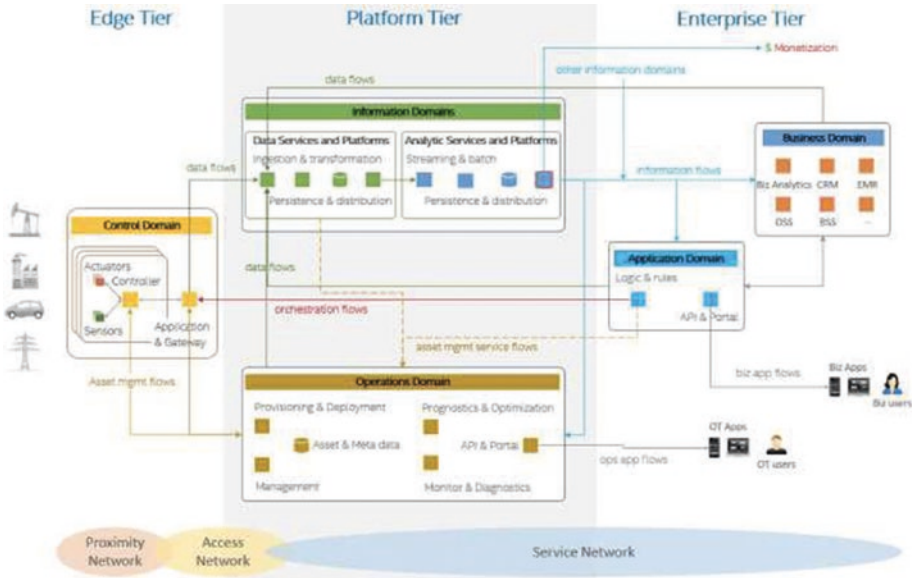 Edge Tier
Platform Tier
Enterprise Tier
$ Monetization
other information domains
data flows
Information Domains
Data Services and Platforms
Ingestion & transformation
Persistence & distribution
Analytic Services and Platforms
Streaming & batch
Persistence & distribution
Business Domain
Biz Analytics
CRM
EMR
OSS
BSS
...
data flows
information flows
Control Domain
Actuators
Controller
Sensors
Application
& Gateway
data flows
Application Domain
Logic & rules
API & Portal
orchestration flows
asset mgmt service flows
Asset mgmt flows
Operations Domain
Provisioning & Deployment
Prognostics & Optimization
Asset & Meta data
API & Portal
Management
Monitor & Diagnostics
biz app flows
Biz Apps
Biz users
OT Apps
OT users
ops app flows
Proximity
Network
Access
Network
Service Network